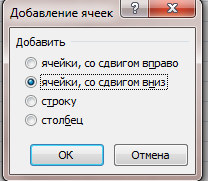 Добавление ячеек
Добавить
ячейки, со сдвигом вправо
ячейки, со сдвигом вниз
строку
столбец
ОК
Отмена